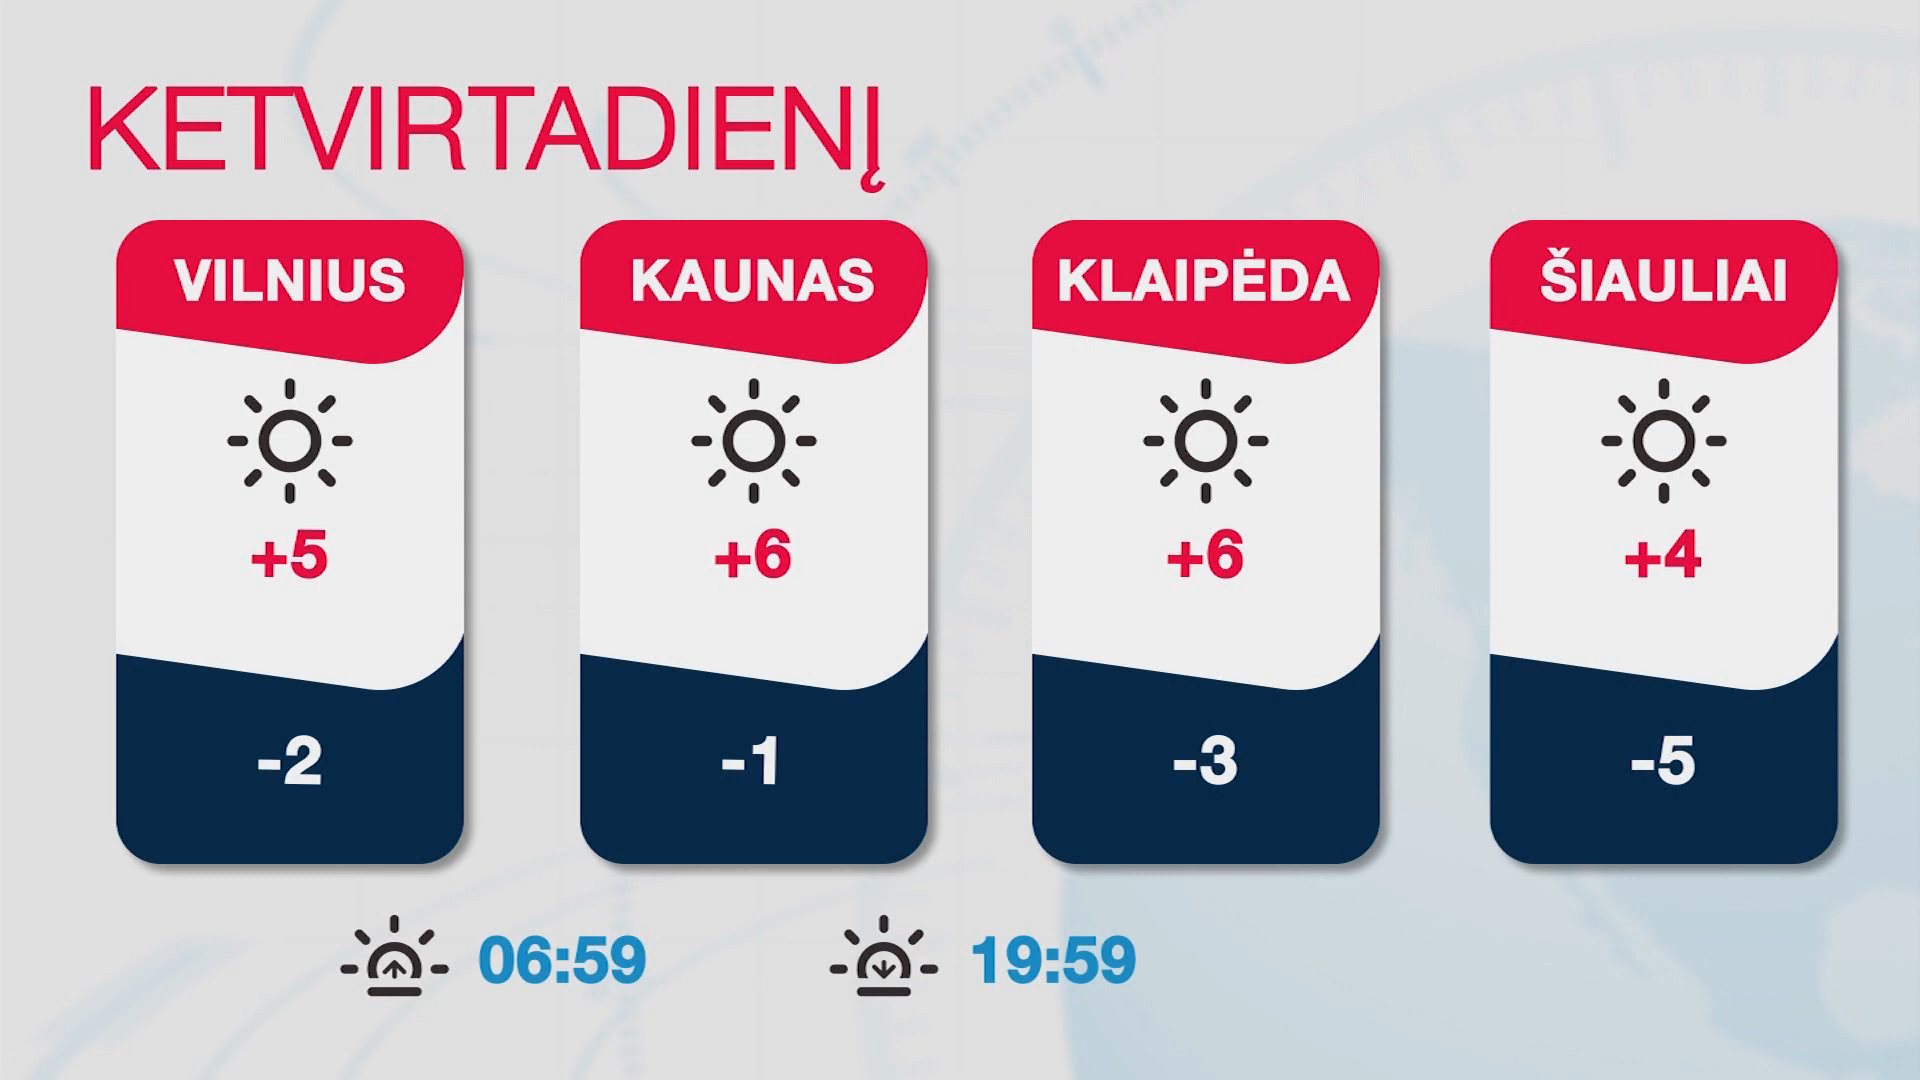 KETVIRTADIENĮ
VILNIUS
+5
-2
KAUNAS
+6
-1
KLAIPĖDA
+6
-3
ŠIAULIAI
+4
-5
06:59
19:59